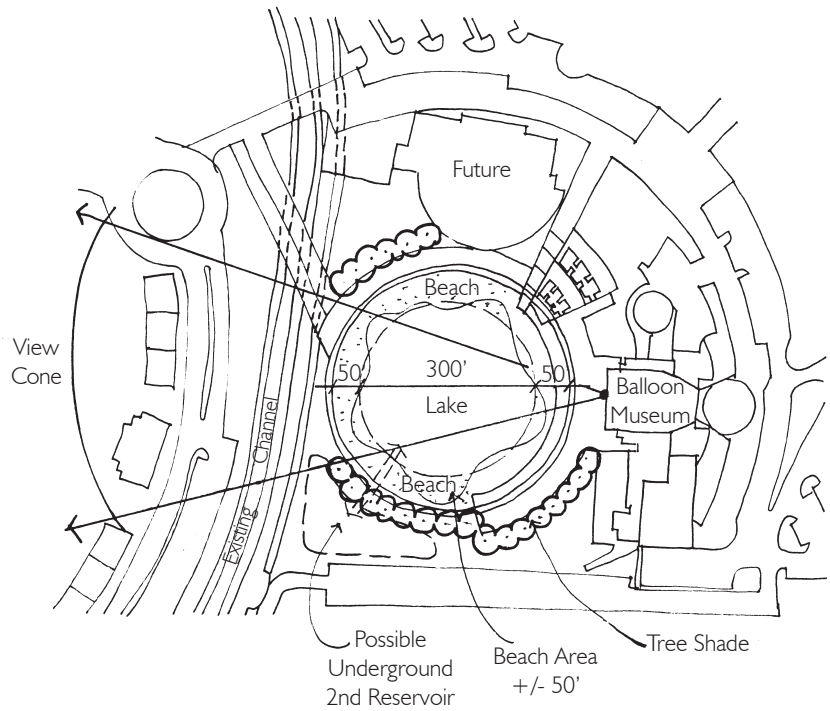 Future
Beach
View
Cone
50'
300'
50'
Lake
Balloon
Museum
Beach
Existing
Channel
Possible
Underground
2nd Reservoir
Beach Area
+/- 50'
Tree Shade